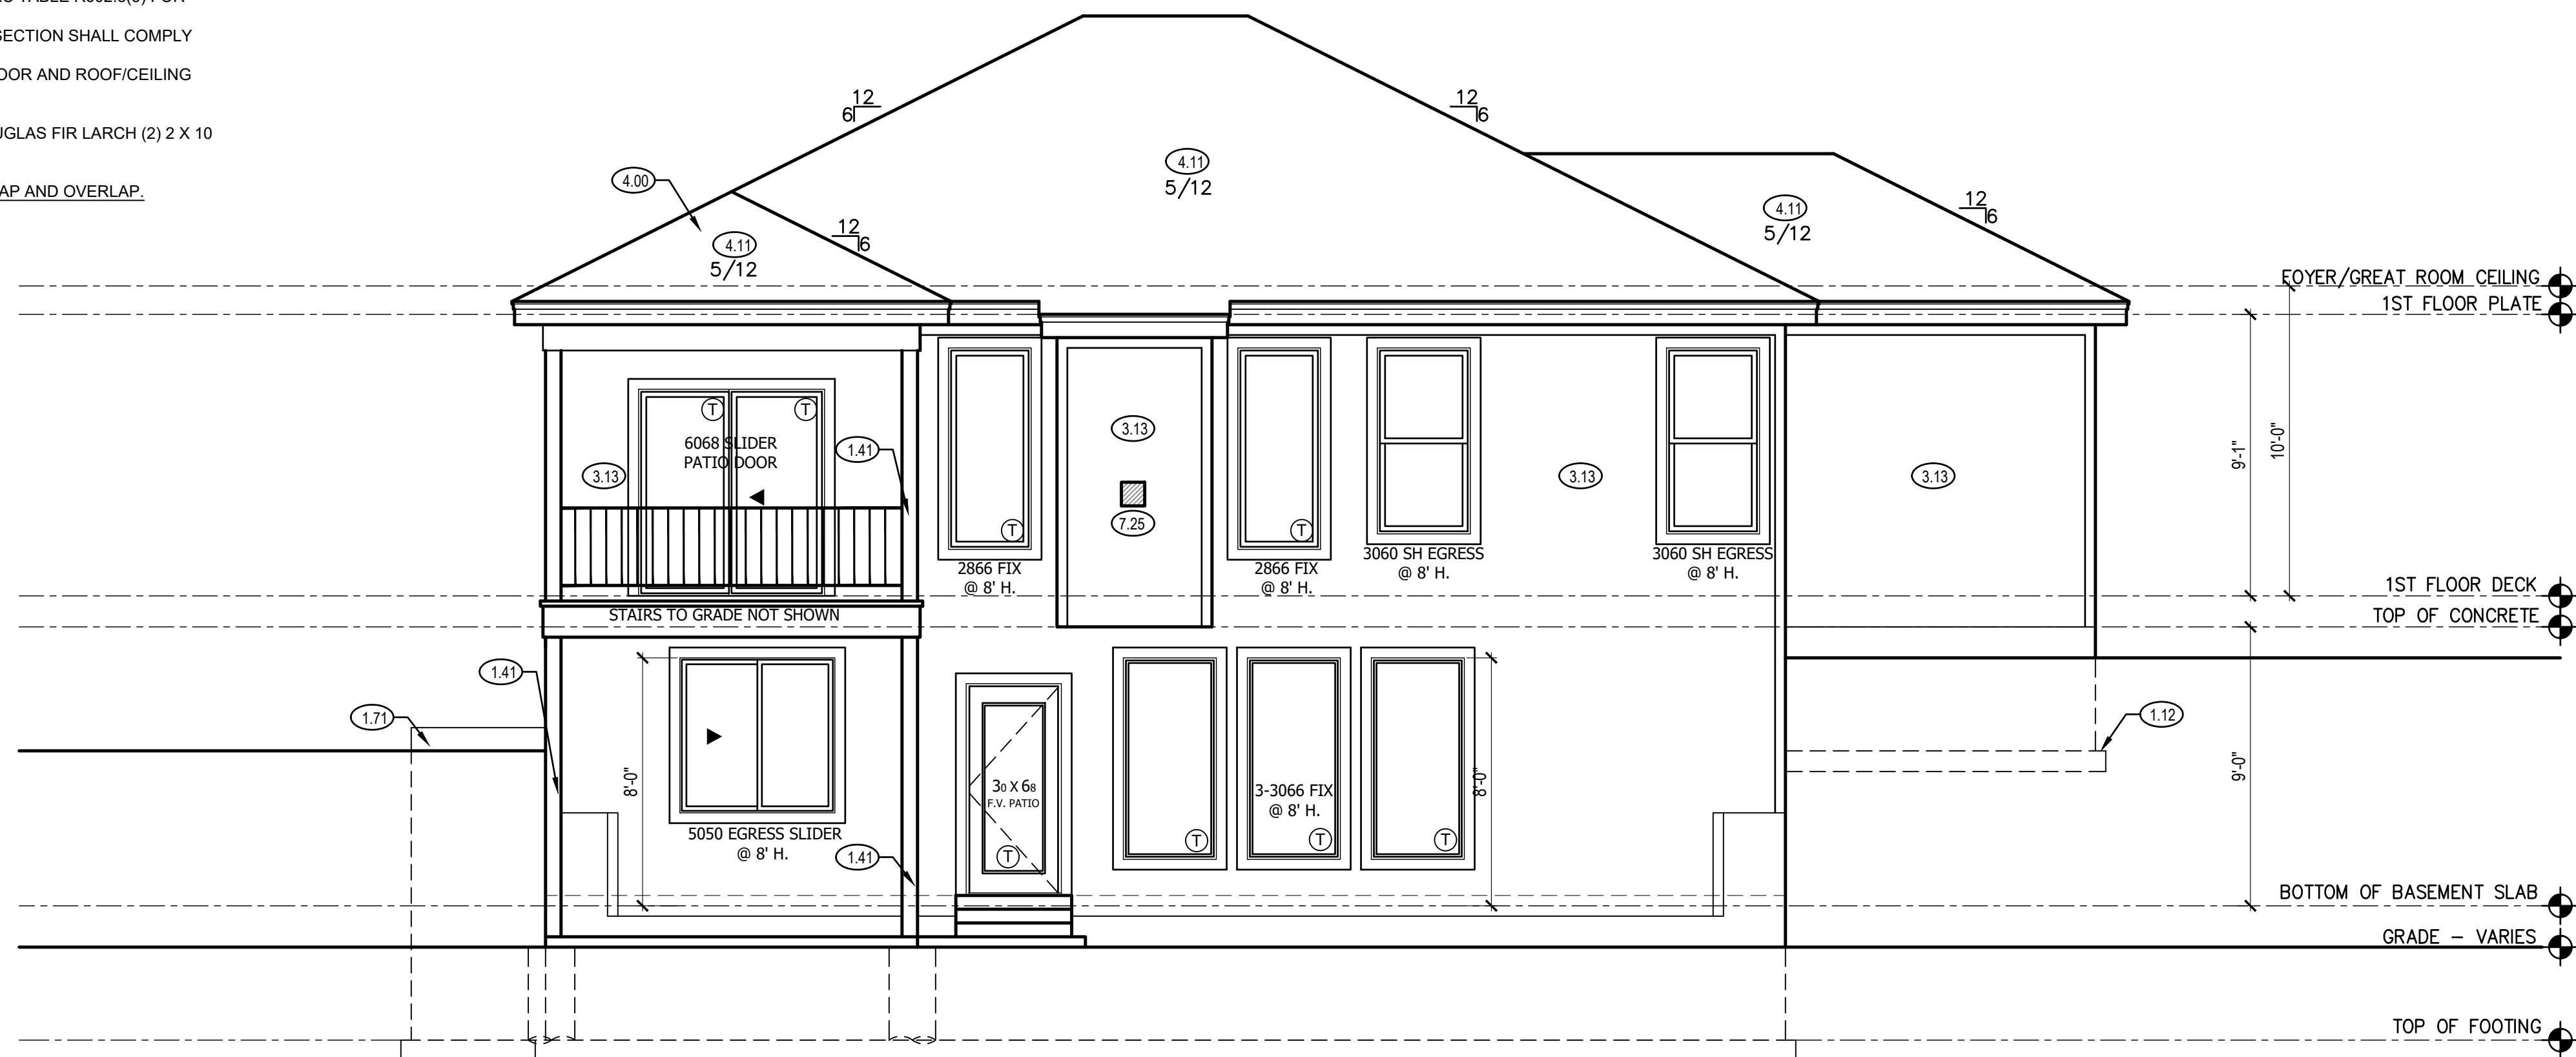 SECTION SHALL COMPLY
OOR AND ROOF/CEILING
UGLAS FIR LARCH (2) 2 X 10
AP AND OVERLAP.
12
6
12
6
4.11
5/12
4.00
12
6
4.11
5/12
12
6
4.11
5/12
FOYER/GREAT ROOM CEILING
1ST FLOOR PLATE
6068 SLIDER
PATIO DOOR
T
T
3.13
1.41
T
3.13
7.25
T
3.13
3.13
9'-1"
10'-0"
2866 FIX
@ 8' H.
2866 FIX
@ 8' H.
3060 SH EGRESS
@ 8' H.
3060 SH EGRESS
@ 8' H.
1ST FLOOR DECK
STAIRS TO GRADE NOT SHOWN
TOP OF CONCRETE
1.41
1.71
1.12
8'-0"
30 X 68
F.V. PATIO
T
3-3066 FIX
@ 8' H.
T
T
T
8'-0"
9'-0"
5050 EGRESS SLIDER
@ 8' H.
1.41
BOTTOM OF BASEMENT SLAB
GRADE – VARIES
TOP OF FOOTING